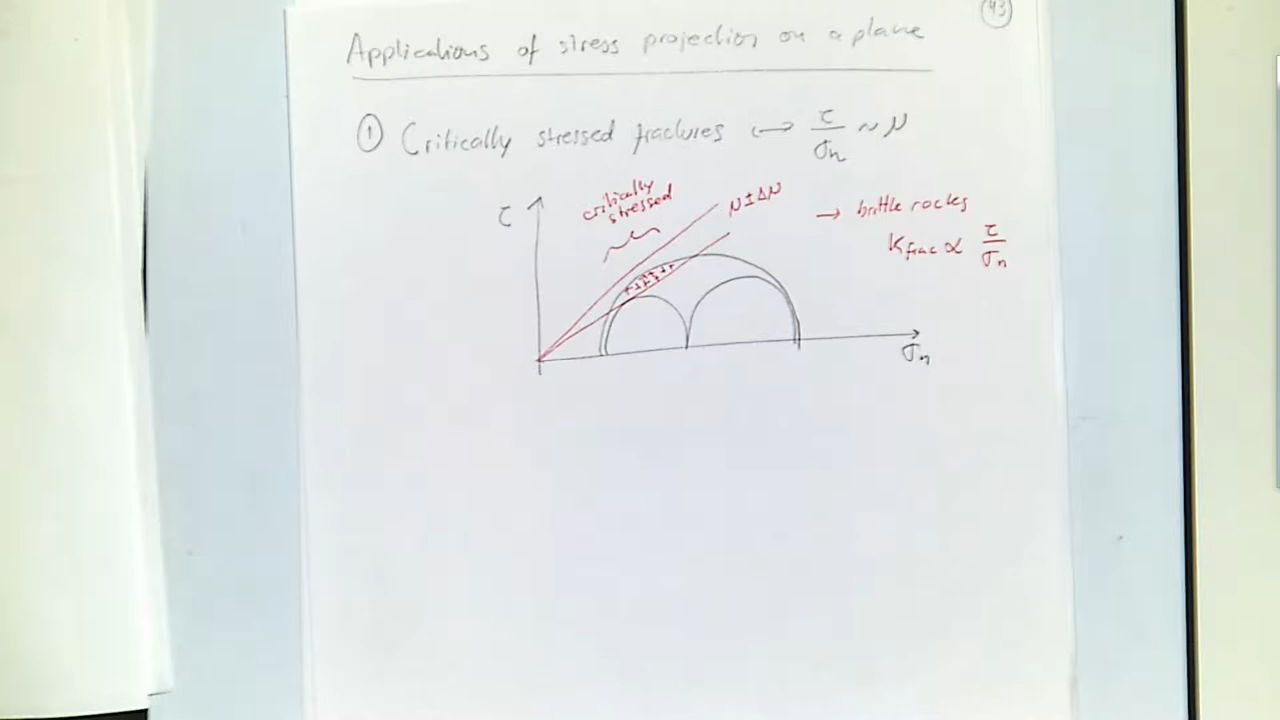 43
Applications of stress projection on a plane
① Critically stressed fractures ↔ τ/σn ~ μ
critically
stressed
μ ± Δμ
→ brittle rocks
K frac ∝ τ/σn
τ
σn